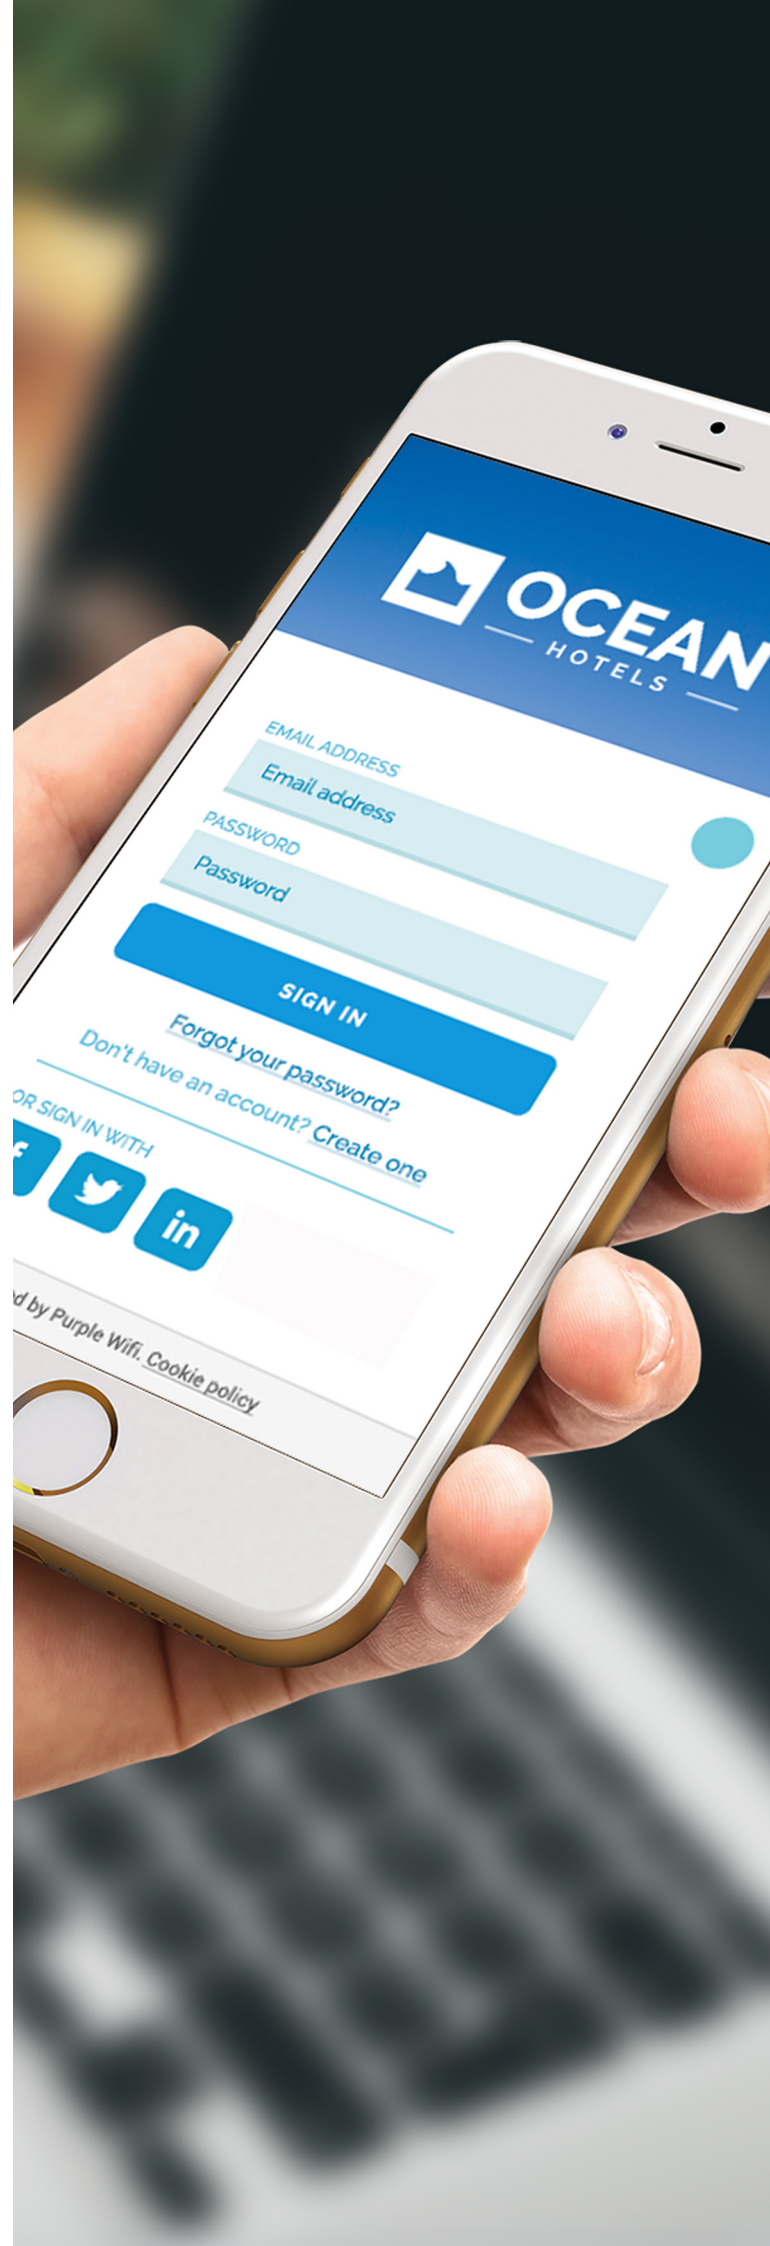 OCEAN
HOTELS
EMAIL ADDRESS
Email address
PASSWORD
Password
SIGN IN
Forgot your password?
Don't have an account? Create one
OR SIGN IN WITH
f
in
by Purple Wifi. Cookie policy